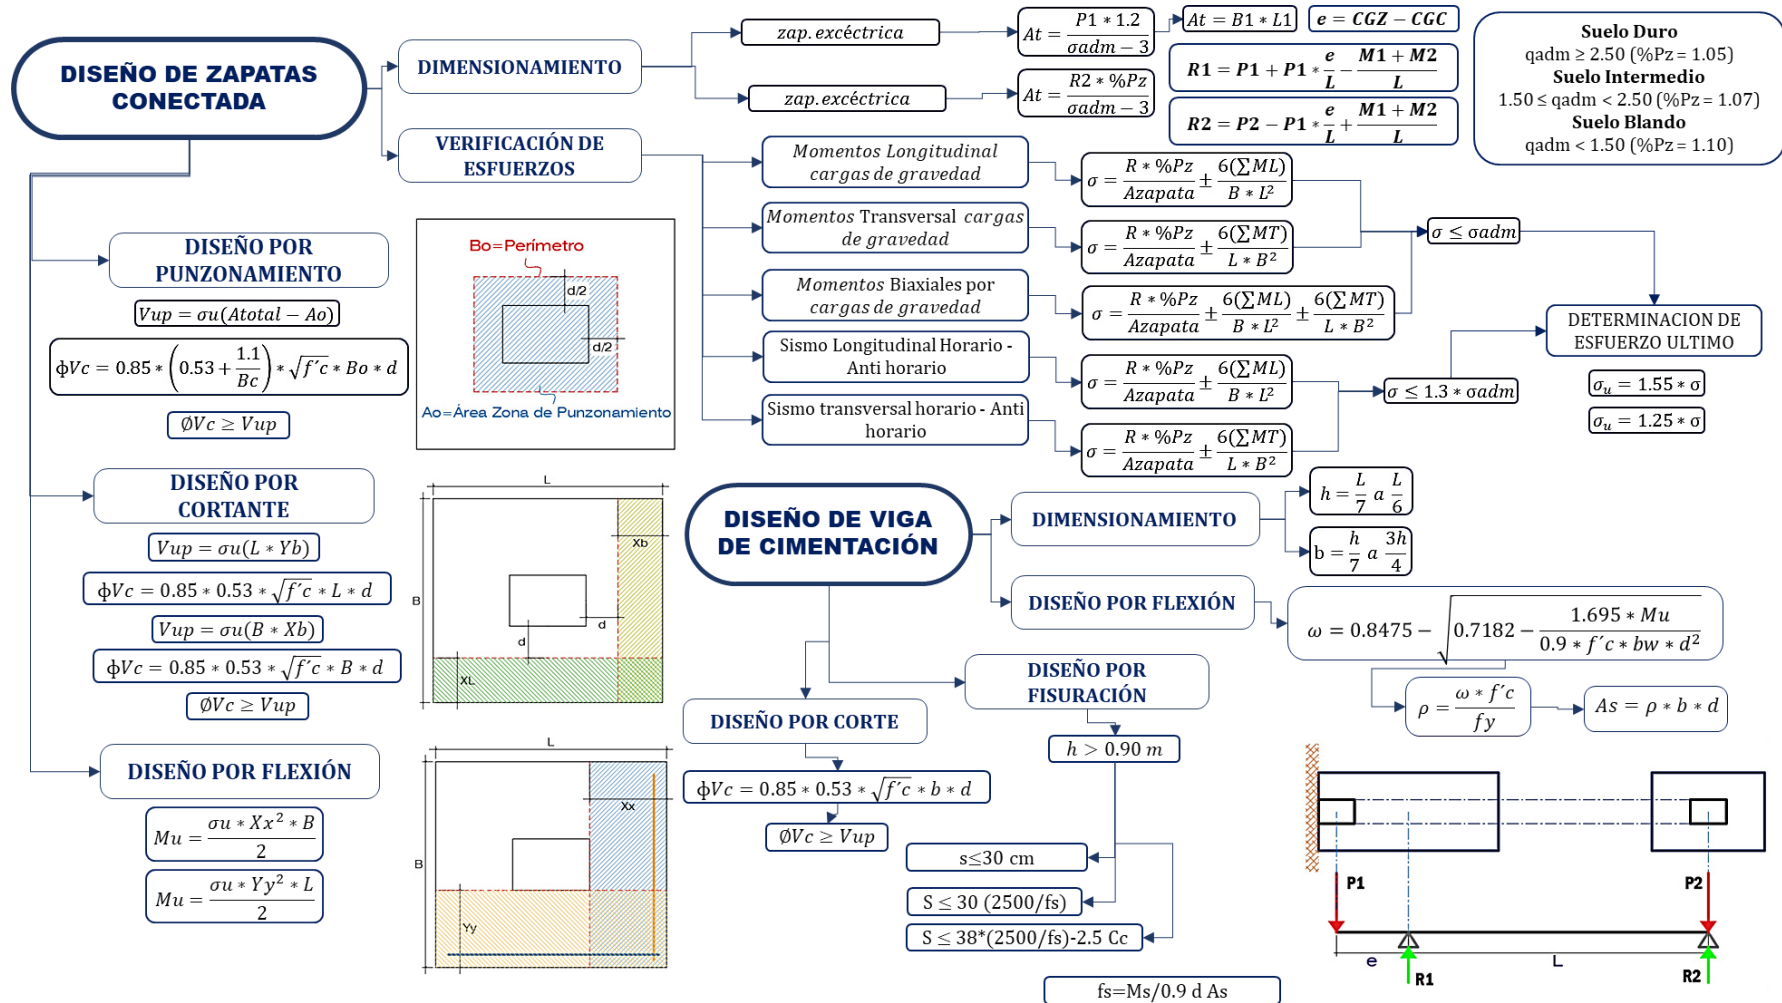 DISEÑO DE ZAPATAS
CONECTADA
DIMENSIONAMIENTO
zap.excéctrica
At = P1 * 1.2 / σadm − 3
At = B1 * L1
e = CGZ − CGC
zap.excéctrica
At = R2 * %Pz / σadm − 3
R1 = P1 + P1 * e/L − M1 + M2 / L
R2 = P2 − P1 * e/L + M1 + M2 / L
Suelo Duro
qadm ≥ 2.50 (%Pz = 1.05)
Suelo Intermedio
1.50 ≤ qadm < 2.50 (%Pz = 1.07)
Suelo Blando
qadm < 1.50 (%Pz = 1.10)
VERIFICACIÓN DE
ESFUERZOS
Momentos Longitudinal
cargas de gravedad
σ = R * %Pz / Azapata ± 6(∑ML) / B * L²
Momentos Transversal cargas
de gravedad
σ = R * %Pz / Azapata ± 6(∑MT) / L * B²
Momentos Biaxiales por
cargas de gravedad
σ = R * %Pz / Azapata ± 6(∑ML) / B * L² ± 6(∑MT) / L * B²
σ ≤ σadm
Sismo Longitudinal Horario -
Anti horario
σ = R * %Pz / Azapata ± 6(∑ML) / B * L²
Sismo transversal horario - Anti
horario
σ = R * %Pz / Azapata ± 6(∑MT) / L * B²
σ ≤ 1.3 * σadm
DETERMINACION DE
ESFUERZO ULTIMO
σu = 1.55 * σ
σu = 1.25 * σ
DISEÑO POR
PUNZONAMIENTO
Vup = σu(Atotal − Ao)
ϕVc = 0.85 * (0.53 + 1.1/Bc) * √f´c * Bo * d
ØVc ≥ Vup
Bo=Perímetro
d/2
d/2
Ao=Área Zona de Punzonamiento
DISEÑO POR
CORTANTE
Vup = σu(L * Yb)
ϕVc = 0.85 * 0.53 * √f´c * L * d
Vup = σu(B * Xb)
ϕVc = 0.85 * 0.53 * √f´c * B * d
ØVc ≥ Vup
L
Xb
B
d
d
XL
DISEÑO POR FLEXIÓN
Mu = σu * Xx² * B / 2
Mu = σu * Yy² * L / 2
L
Xx
B
Yy
DISEÑO DE VIGA
DE CIMENTACIÓN
DIMENSIONAMIENTO
h = L/7 a L/6
b = h/7 a 3h/4
DISEÑO POR FLEXIÓN
ω = 0.8475 − √(0.7182 − 1.695 * Mu / 0.9 * f´c * bw * d²)
ρ = ω * f´c / fy
As = ρ * b * d
DISEÑO POR
FISURACIÓN
h > 0.90 m
s≤30 cm
S ≤ 30 (2500/fs)
S ≤ 38*(2500/fs)-2.5 Cc
fs=Ms/0.9 d As
DISEÑO POR CORTE
ϕVc = 0.85 * 0.53 * √f´c * b * d
ØVc ≥ Vup
P1
P2
e
L
R1
R2